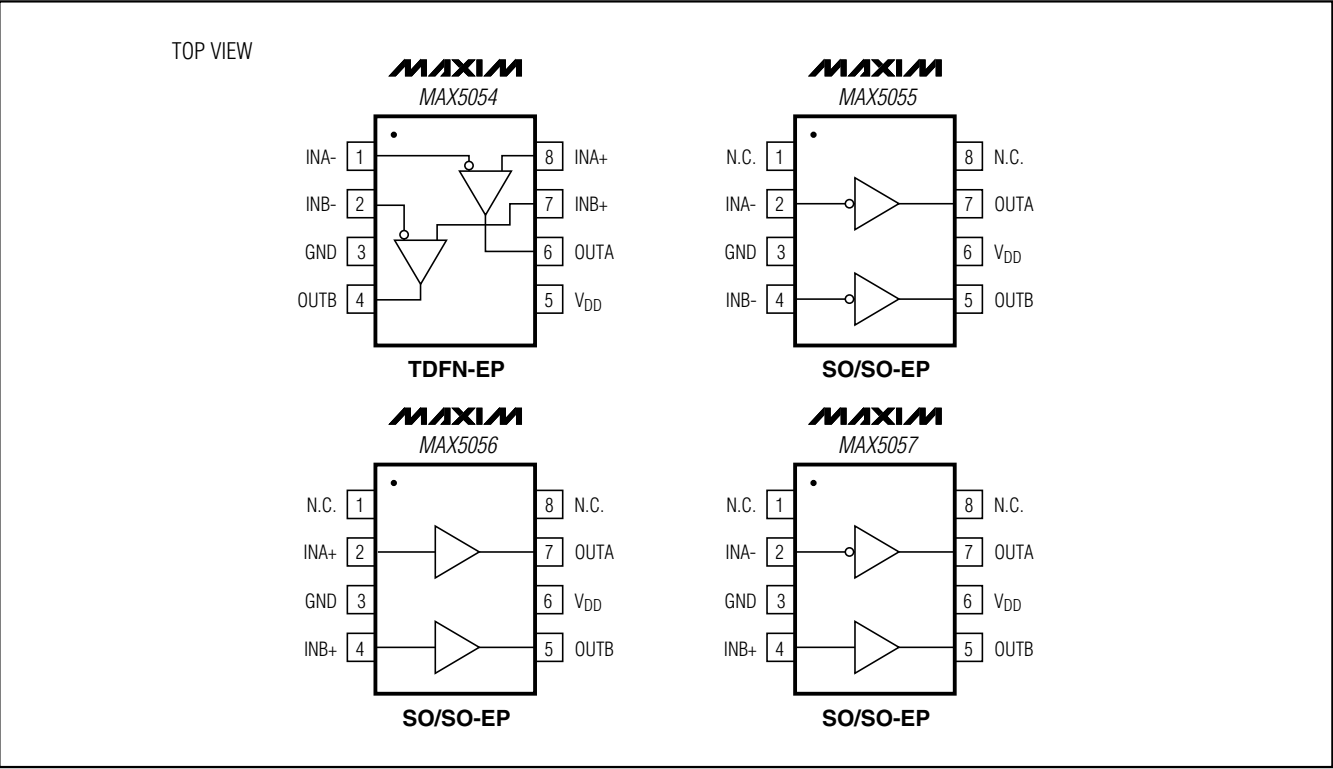 TOP VIEW
MAXIM
MAX5054
INA- 1
8 INA+
INB- 2
7 INB+
GND 3
6 OUTA
OUTB 4
5 VDD
TDFN-EP
MAXIM
MAX5055
N.C. 1
8 N.C.
INA- 2
7 OUTA
GND 3
6 VDD
INB- 4
5 OUTB
SO/SO-EP
MAXIM
MAX5056
N.C. 1
8 N.C.
INA+ 2
7 OUTA
GND 3
6 VDD
INB+ 4
5 OUTB
SO/SO-EP
MAXIM
MAX5057
N.C. 1
8 N.C.
INA- 2
7 OUTA
GND 3
6 VDD
INB+ 4
5 OUTB
SO/SO-EP